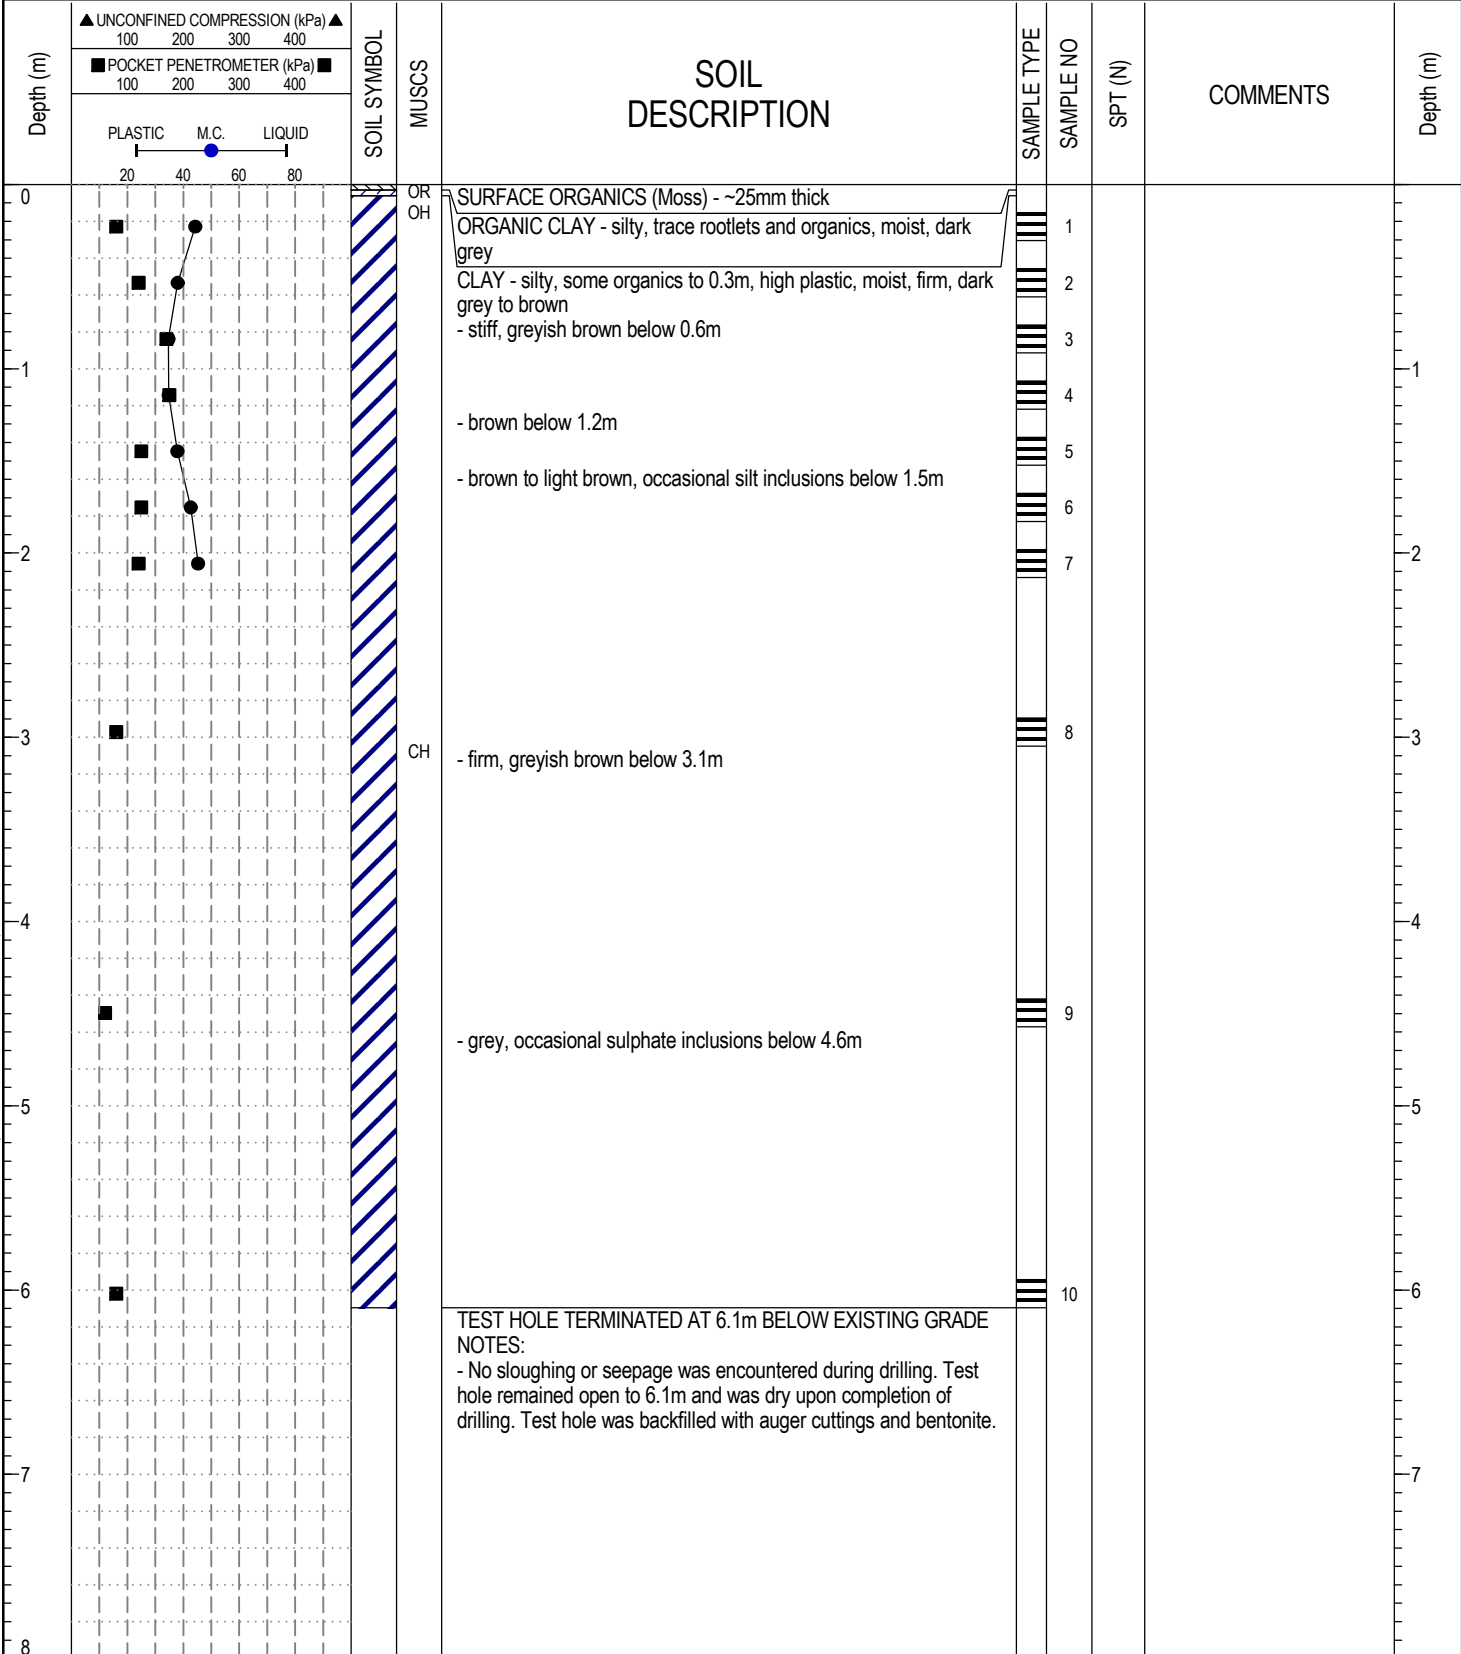 ▲ UNCONFINED COMPRESSION (kPa) ▲
100 200 300 400
■ POCKET PENETROMETER (kPa) ■
100 200 300 400
PLASTIC M.C. LIQUID
20 40 60 80
Depth (m)
SOIL SYMBOL
MUSCS
SOIL
DESCRIPTION
SAMPLE TYPE
SAMPLE NO
SPT (N)
COMMENTS
Depth (m)
0
OR
SURFACE ORGANICS (Moss) - ~25mm thick
OH
ORGANIC CLAY - silty, trace rootlets and organics, moist, dark
grey
1
CLAY - silty, some organics to 0.3m, high plastic, moist, firm, dark
grey to brown
2
- stiff, greyish brown below 0.6m
3
1
4
1
- brown below 1.2m
5
- brown to light brown, occasional silt inclusions below 1.5m
6
2
7
2
3
8
3
CH
- firm, greyish brown below 3.1m
4
4
9
- grey, occasional sulphate inclusions below 4.6m
5
5
6
10
6
TEST HOLE TERMINATED AT 6.1m BELOW EXISTING GRADE
NOTES:
- No sloughing or seepage was encountered during drilling. Test
hole remained open to 6.1m and was dry upon completion of
drilling. Test hole was backfilled with auger cuttings and bentonite.
7
7
8